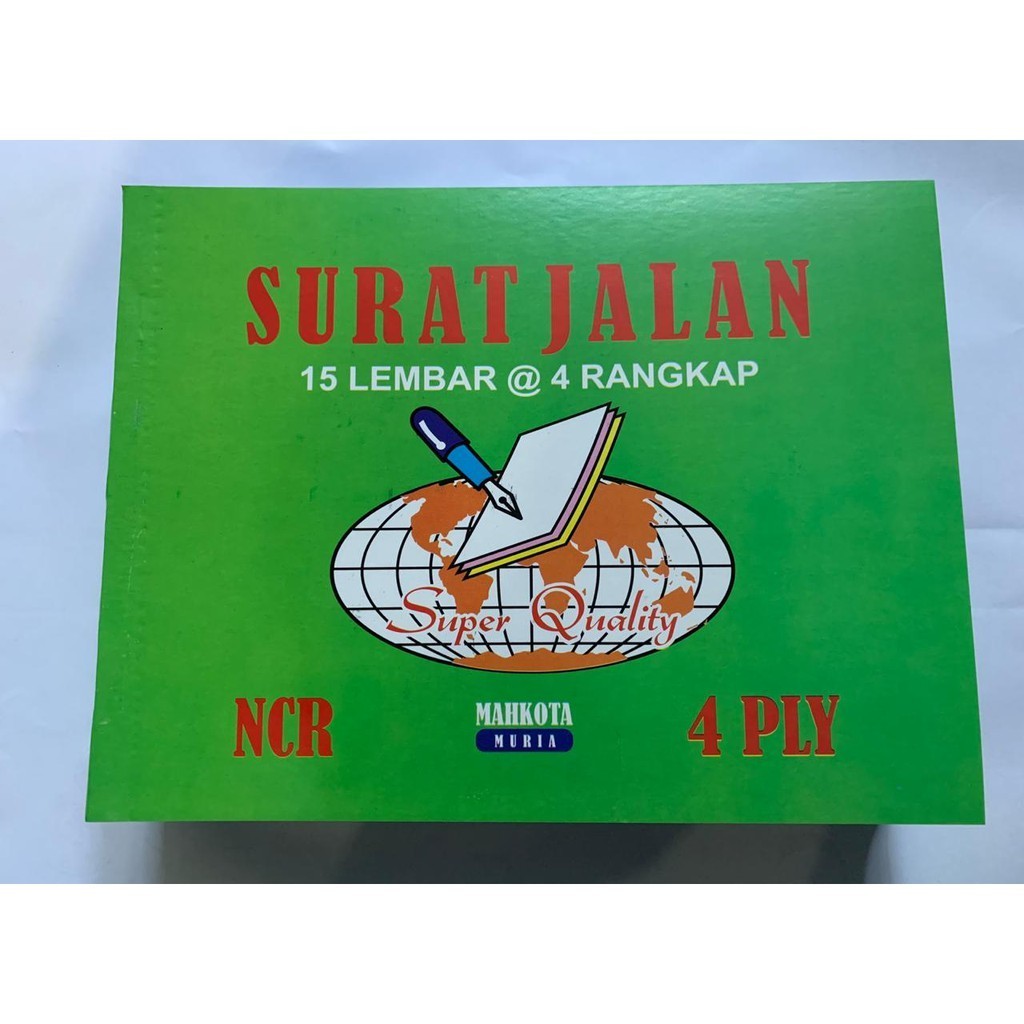 SURAT JALAN
15 LEMBAR @ 4 RANGKAP
Super Quality
NCR
MAHKOTA
MURIA
4 PLY